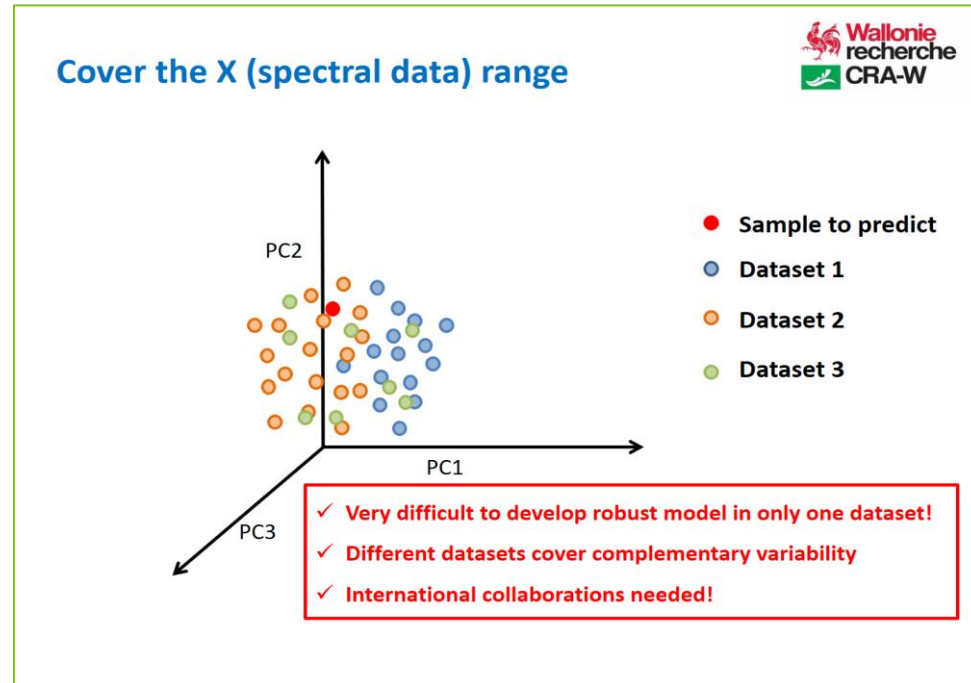 Cover the X (spectral data) range
Wallonie
recherche
CRA-W
PC2
Sample to predict
Dataset 1
Dataset 2
Dataset 3
PC1
PC3
✓ Very difficult to develop robust model in only one dataset!
✓ Different datasets cover complementary variability
✓ International collaborations needed!